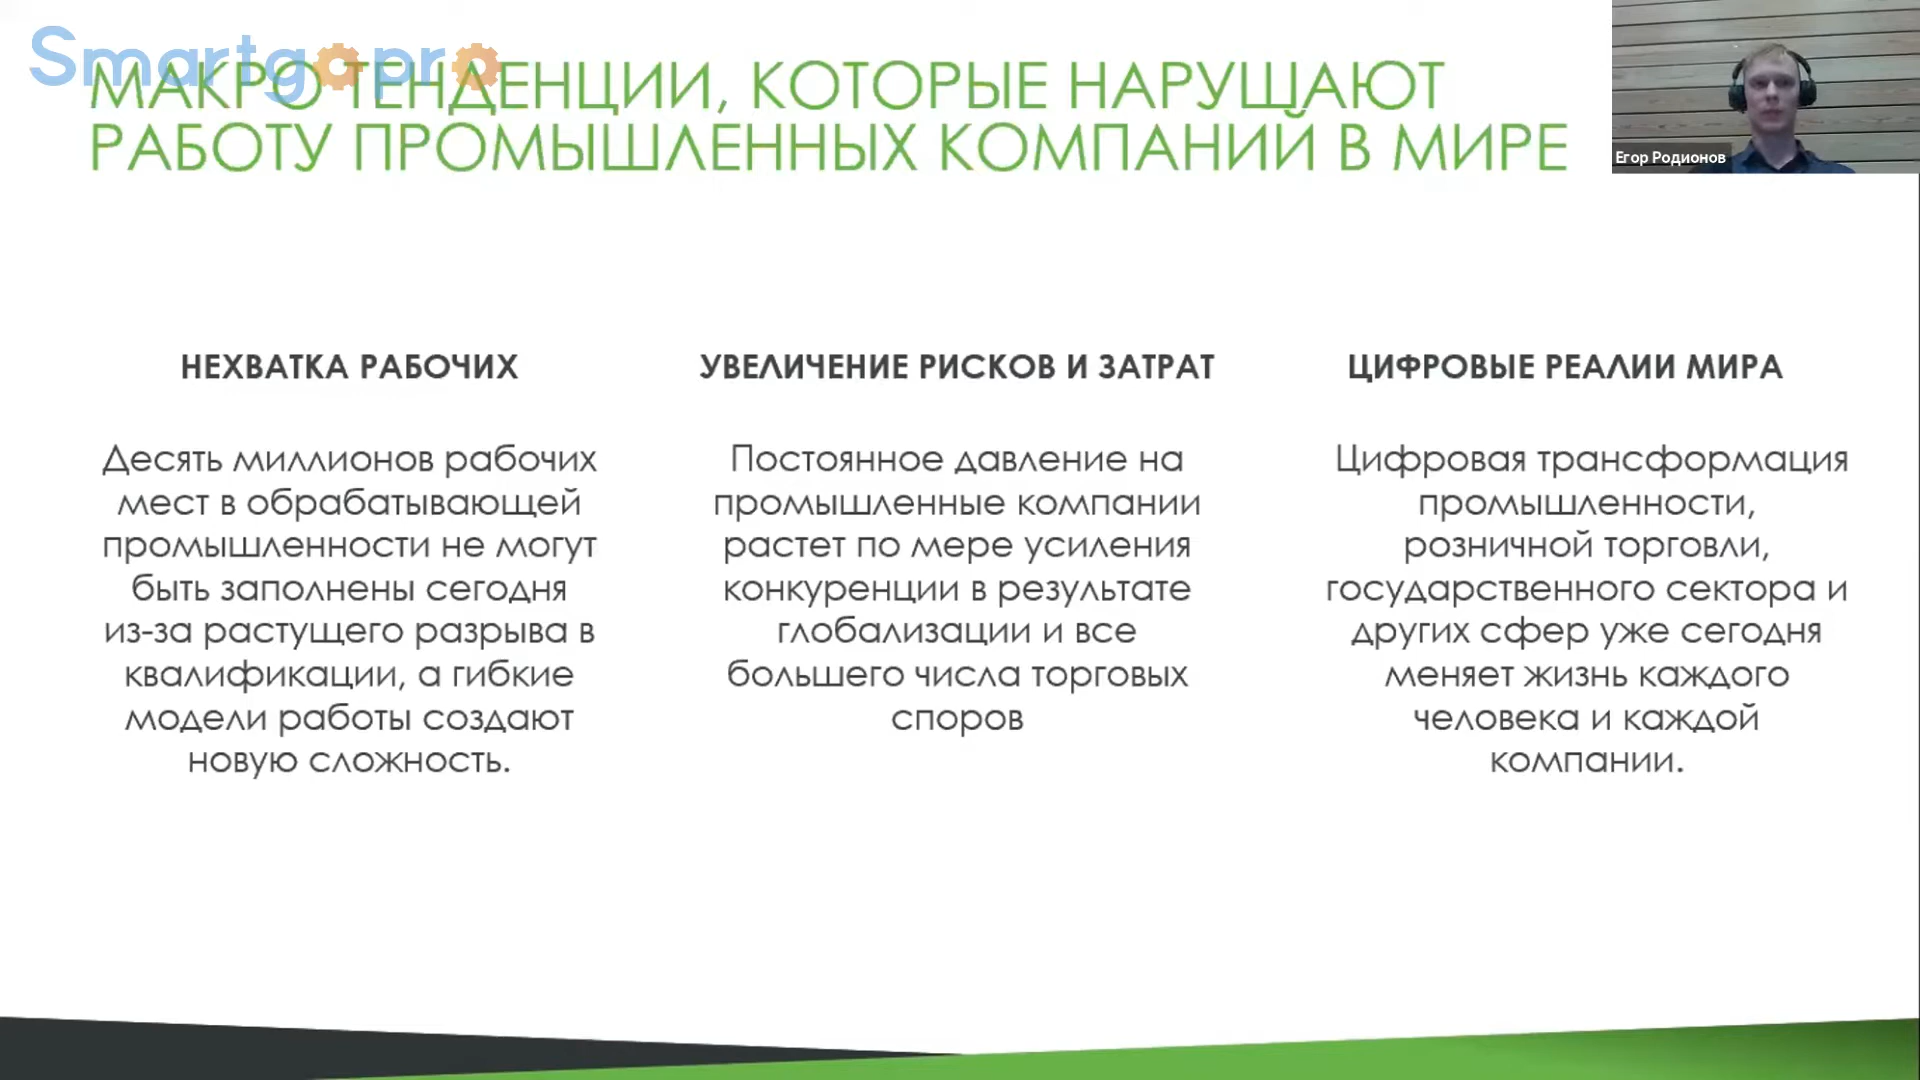 Smartgopro
МАКРО ТЕНДЕНЦИИ, КОТОРЫЕ НАРУШАЮТ
РАБОТУ ПРОМЫШЛЕННЫХ КОМПАНИЙ В МИРЕ
Егор Родионов
НЕХВАТКА РАБОЧИХ
Десять миллионов рабочих
мест в обрабатывающей
промышленности не могут
быть заполнены сегодня
из-за растущего разрыва в
квалификации, а гибкие
модели работы создают
новую сложность.
УВЕЛИЧЕНИЕ РИСКОВ И ЗАТРАТ
Постоянное давление на
промышленные компании
растет по мере усиления
конкуренции в результате
глобализации и все
большего числа торговых
споров
ЦИФРОВЫЕ РЕАЛИИ МИРА
Цифровая трансформация
промышленности,
розничной торговли,
государственного сектора и
других сфер уже сегодня
меняет жизнь каждого
человека и каждой
компании.